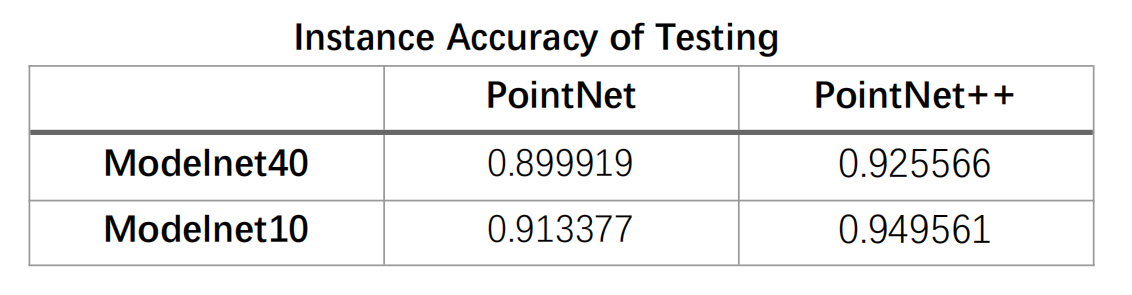 Instance Accuracy of Testing
PointNet PointNet++
Modelnet40 0.899919 0.925566
Modelnet10 0.913377 0.949561